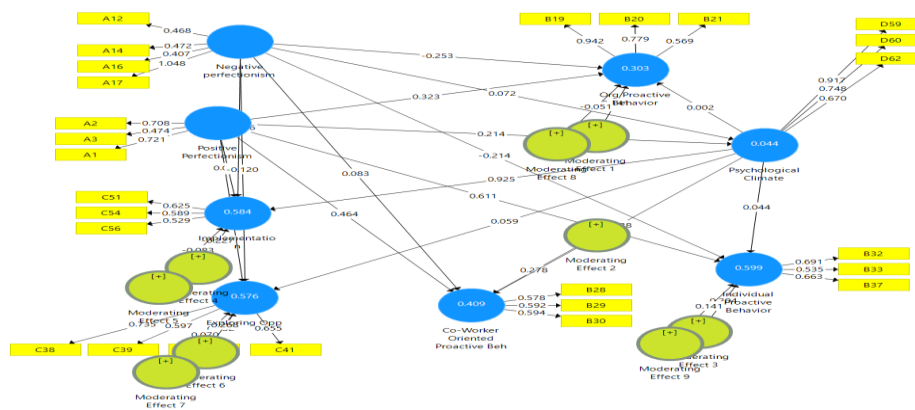 A12
A14
A16
A17
0.468
0.472
0.407
1.048
Negative
perfectionism
B19
B20
B21
0.942
0.779
0.569
0.303
Org Proactive
Behavior
D59
D60
D62
0.917
0.748
0.670
-0.253
0.072
0.002
0.323
-0.051
A2
A3
A1
0.708
0.474
0.721
Positive
Perfectionism
-0.120
0.214
-0.214
[+]
[+]
Moderating
Effect 1
Moderating
Effect 8
0.044
Psychological
Climate
0.083
0.925
0.611
0.044
C51
C54
C56
0.625
0.589
0.529
0.584
Implementatio
n
0.464
0.059
[+]
Moderating
Effect 2
-0.083
[+]
[+]
Effect 4
Moderating
Effect 5
0.278
0.599
Individual
Proactive
Behavior
0.691
0.535
0.663
B32
B33
B37
0.576
0.409
Co-Worker
Oriented
Proactive Beh
0.578
0.592
0.594
B28
B29
B30
0.141
0.597
0.655
C38
C39
C41
[+]
[+]
Moderating
Effect 6
Moderating
Effect 7
[+]
[+]
Moderating
Effect 3
Moderating
Effect 9